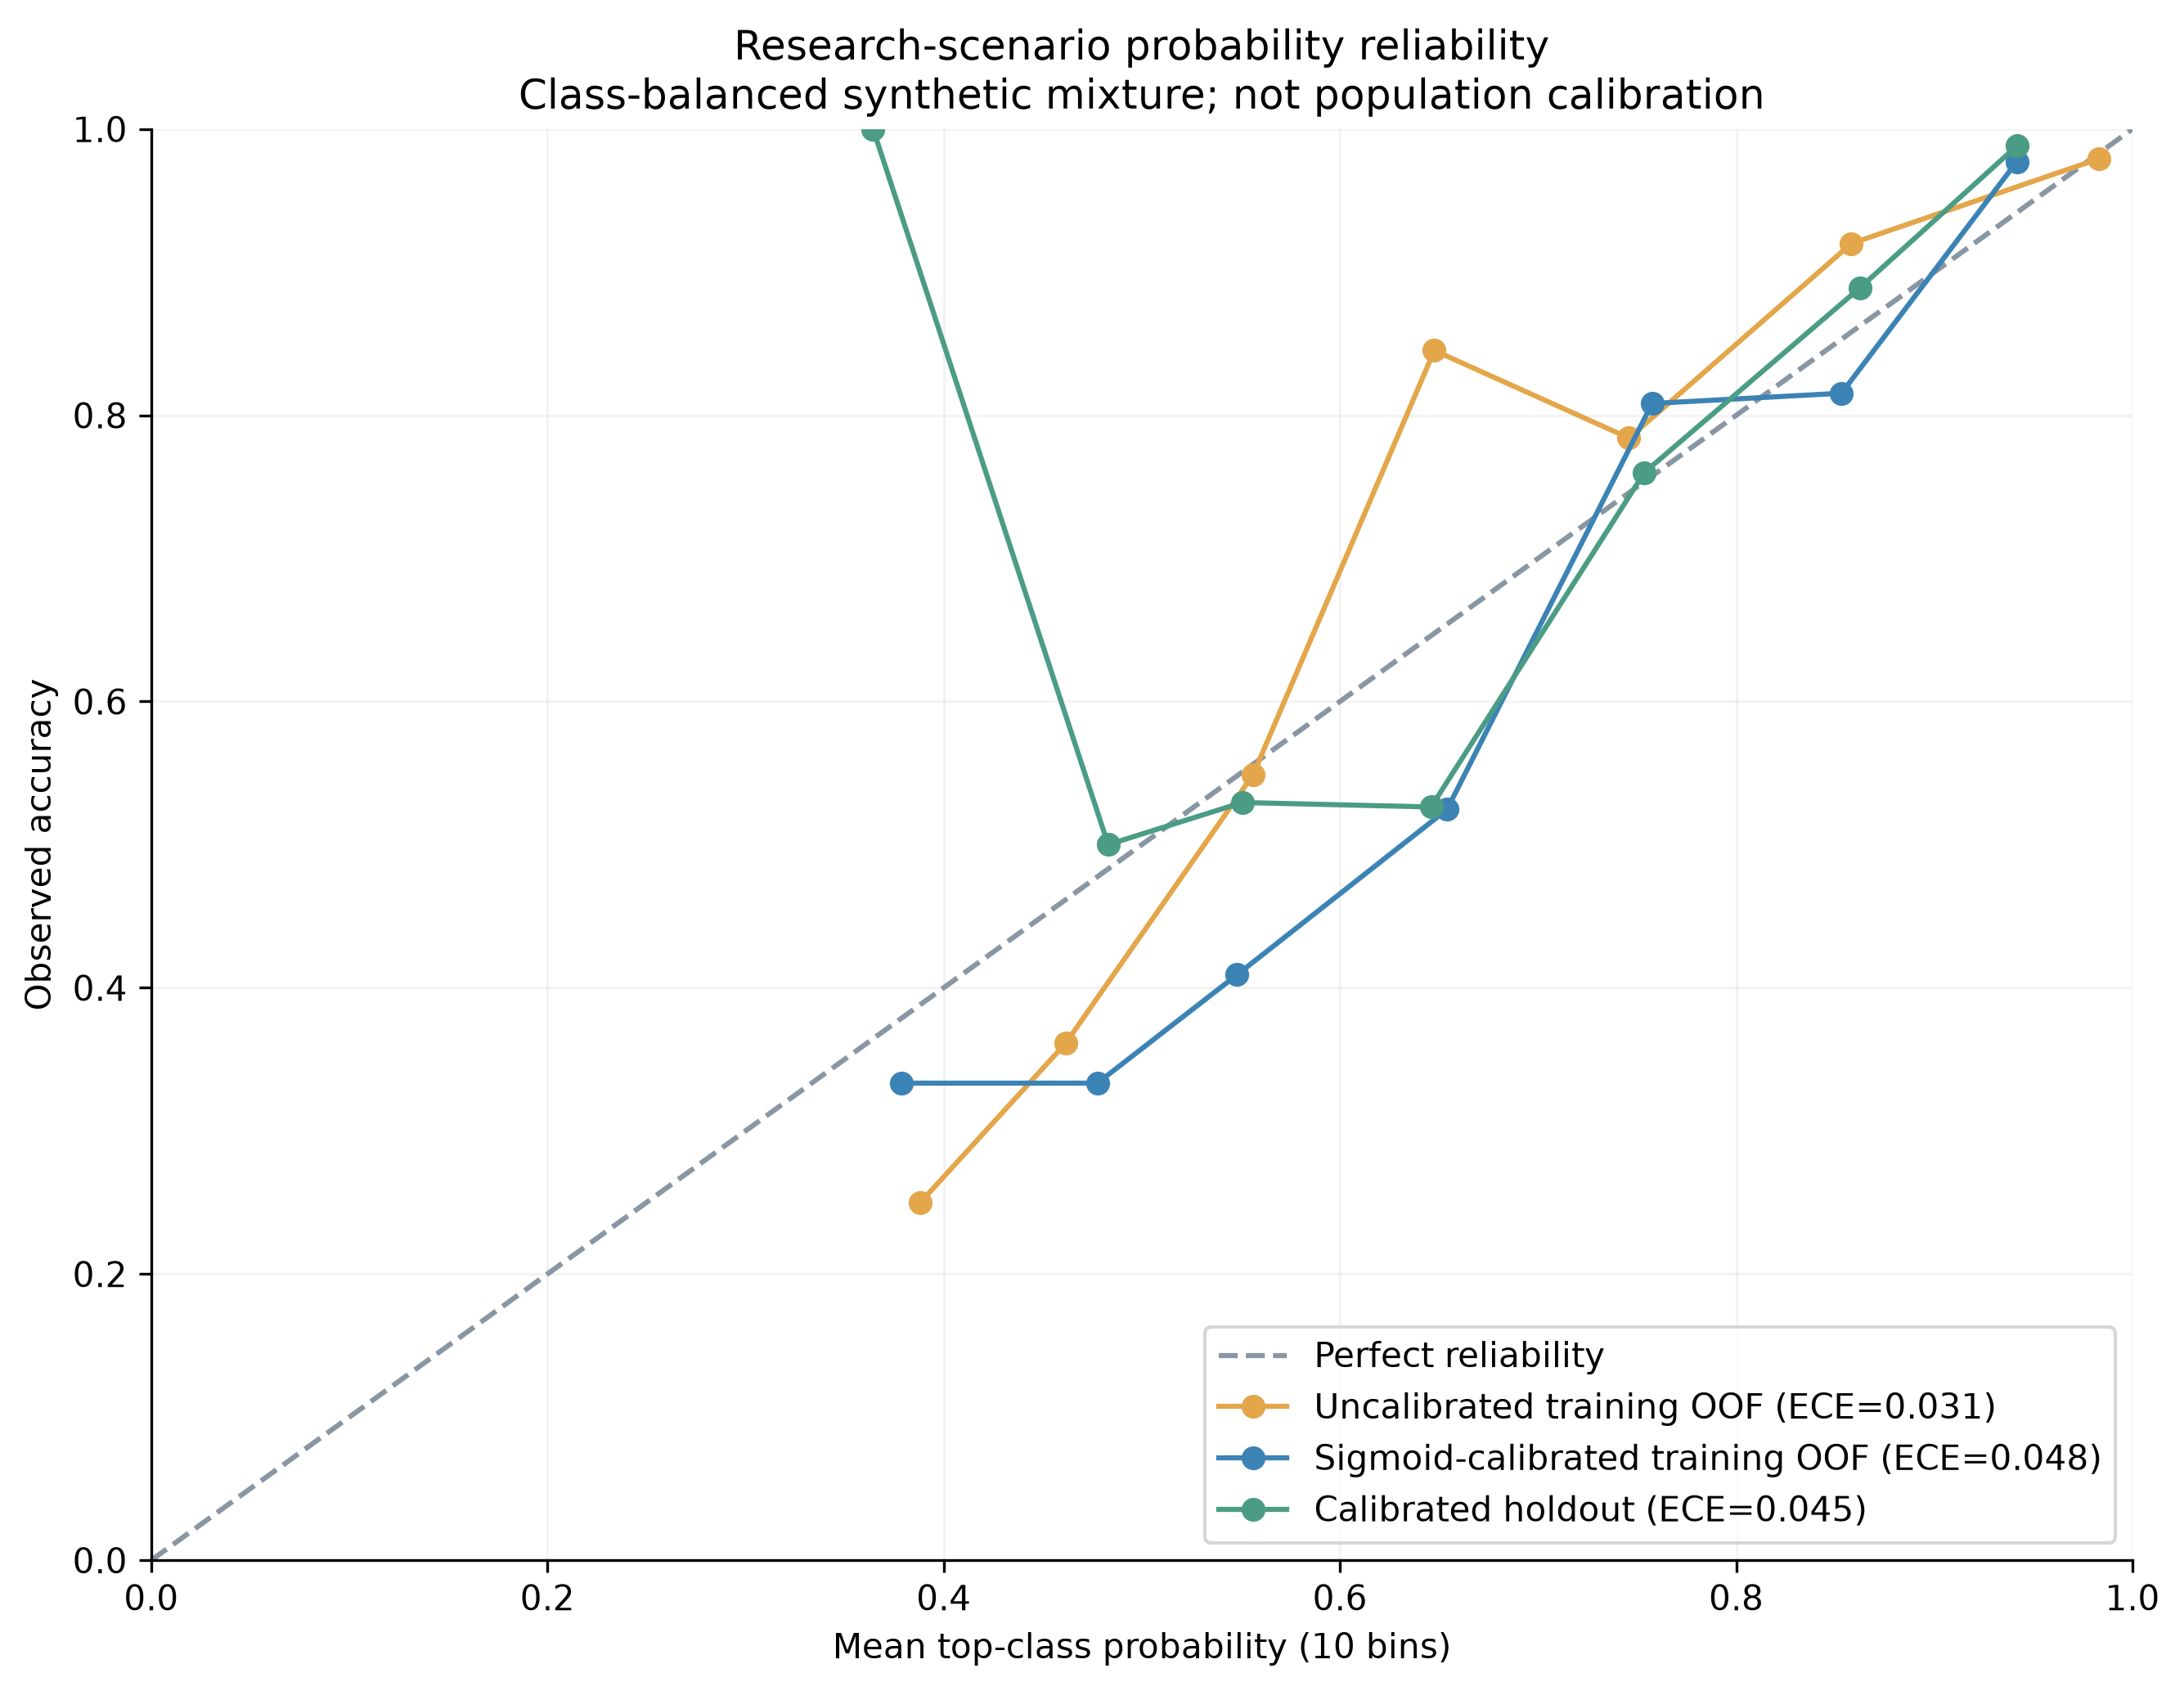 Research-scenario probability reliability
Class-balanced synthetic mixture; not population calibration
1.0
0.8
0.6
0.4
0.2
0.0
Observed accuracy
0.0 0.2 0.4 0.6 0.8 1.0
Mean top-class probability (10 bins)
Perfect reliability
Uncalibrated training OOF (ECE=0.031)
Sigmoid-calibrated training OOF (ECE=0.048)
Calibrated holdout (ECE=0.045)